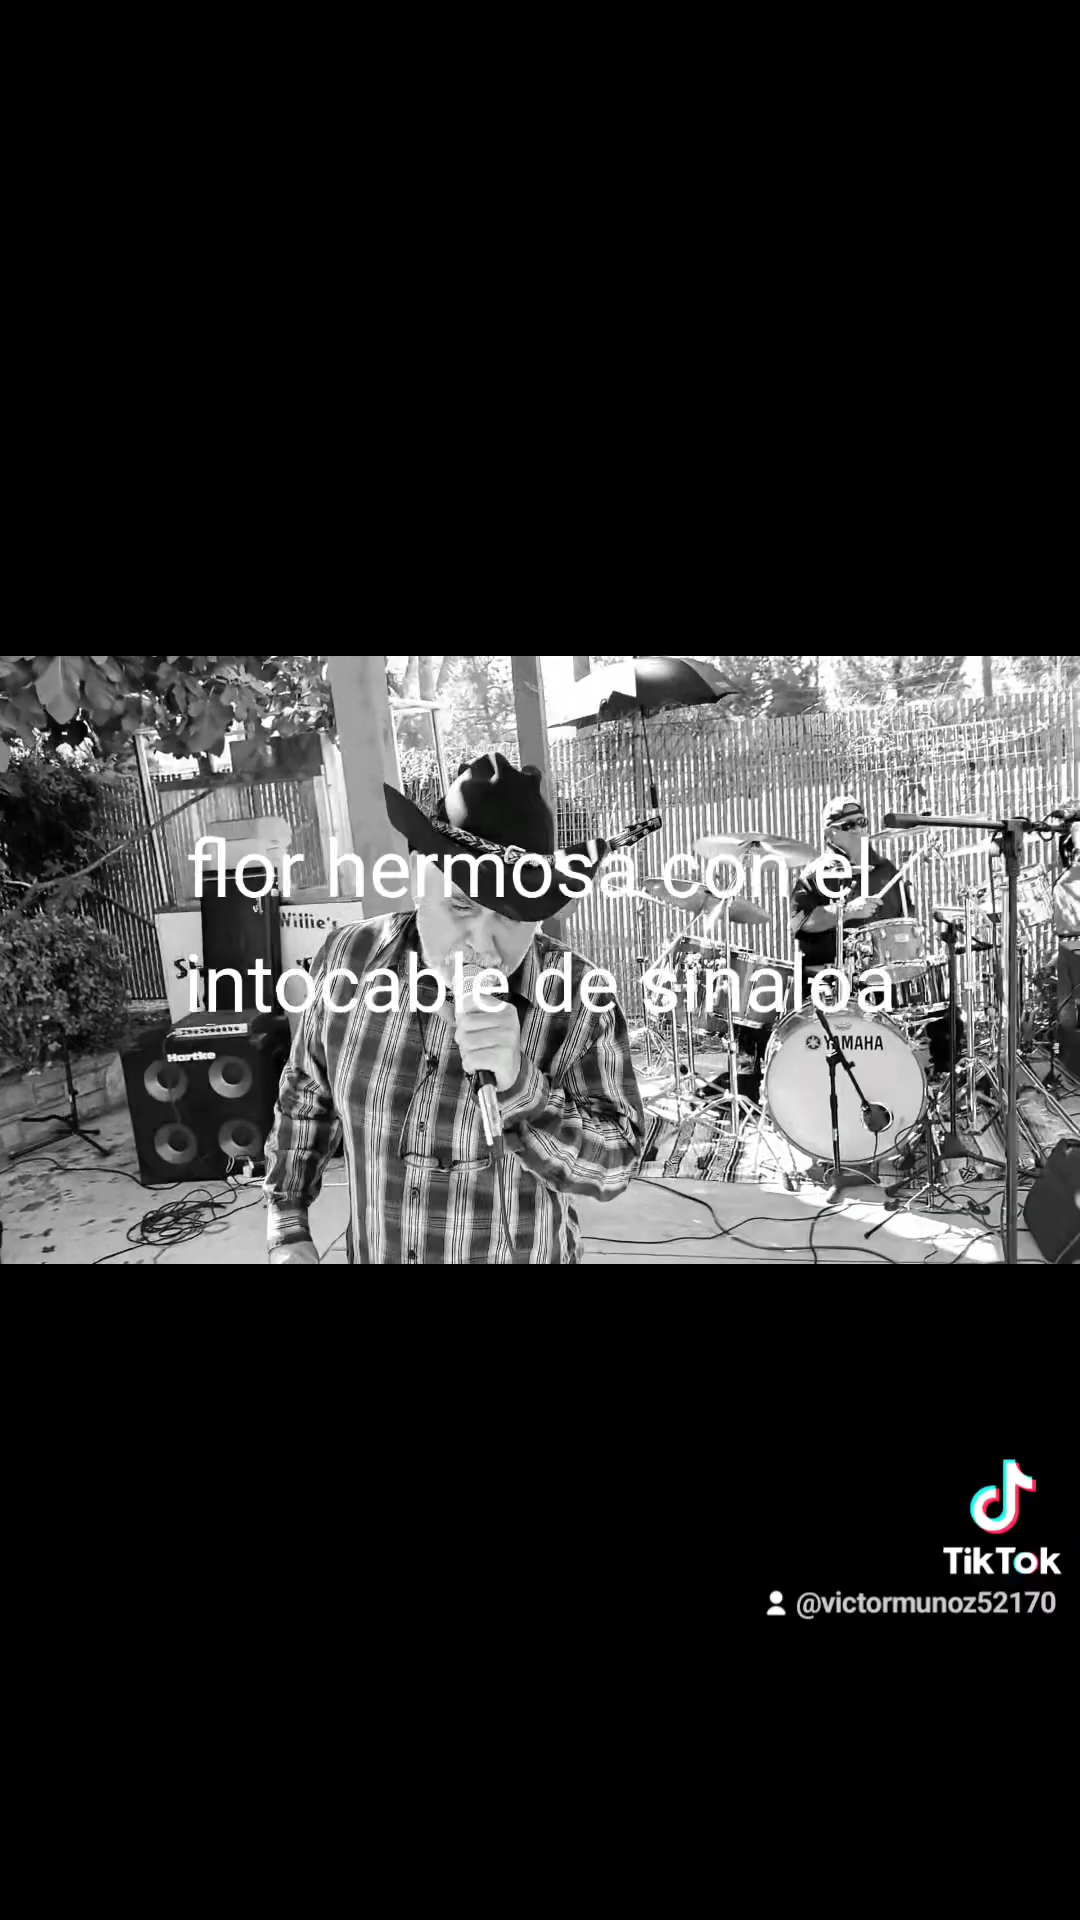 flor hermosa con el
intocable de sinaloa
Willie's
Hartke
YAMAHA
TikTok
@victormunoz52170